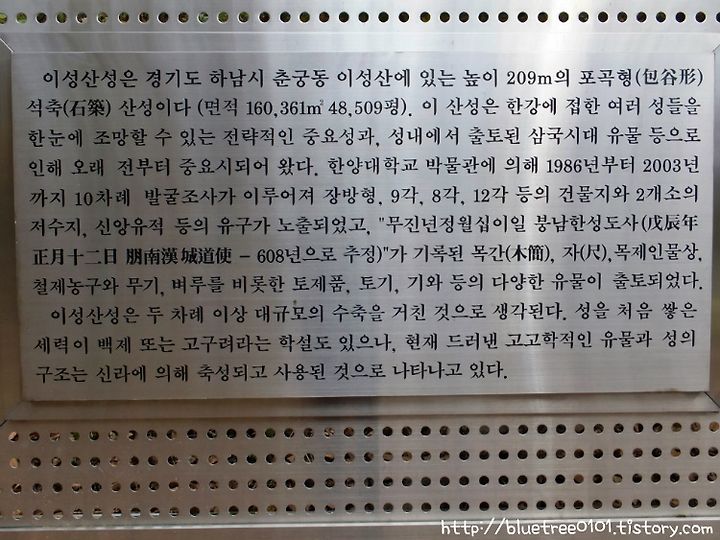 이성산성은 경기도 하남시 춘궁동 이성산에 있는 높이 209m의 포곡형(包谷形)
석축(石築) 산성이다 (면적 160,361㎡ 48,509평). 이 산성은 한강에 접한 여러 성들을
한눈에 조망할 수 있는 전략적인 중요성과, 성내에서 출토된 삼국시대 유물 등으로
인해 오래 전부터 중요시되어 왔다. 한양대학교 박물관에 의해 1986년부터 2003년
까지 10차례 발굴조사가 이루어져 장방형, 9각, 8각, 12각 등의 건물지와 2개소의
저수지, 신앙유적 등의 유구가 노출되었고, "무진년정월십이일 붕남한성도사(戊辰年
正月十二日 朋南漢城道使 - 608년으로 추정)"가 기록된 목간(木簡), 자(尺),목제인물상,
철제농구와 무기, 벼루를 비롯한 토제품, 토기, 기와 등의 다양한 유물이 출토되었다.
이성산성은 두 차례 이상 대규모의 수축을 거친 것으로 생각된다. 성을 처음 쌓은
세력이 백제 또는 고구려라는 학설도 있으나, 현재 드러낸 고고학적인 유물과 성의
구조는 신라에 의해 축성되고 사용된 것으로 나타나고 있다.
http://bluetree0101.tistory.com